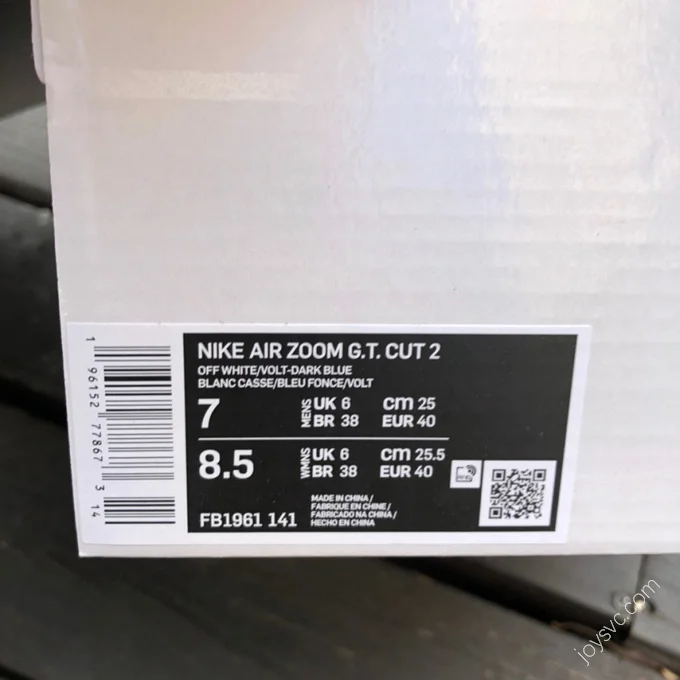 1 96152 77867 3 14
NIKE AIR ZOOM G.T. CUT 2
OFF WHITE/VOLT-DARK BLUE
BLANC CASSE/BLEU FONCE/VOLT
7 MENS UK 6 cm 25
BR 38 EUR 40
8.5 WMNS UK 6 cm 25.5
BR 38 EUR 40
FB1961 141
MADE IN CHINA /
FABRIQUE EN CHINE /
FABRICADO NA CHINA /
HECHO EN CHINA
joysvc.com